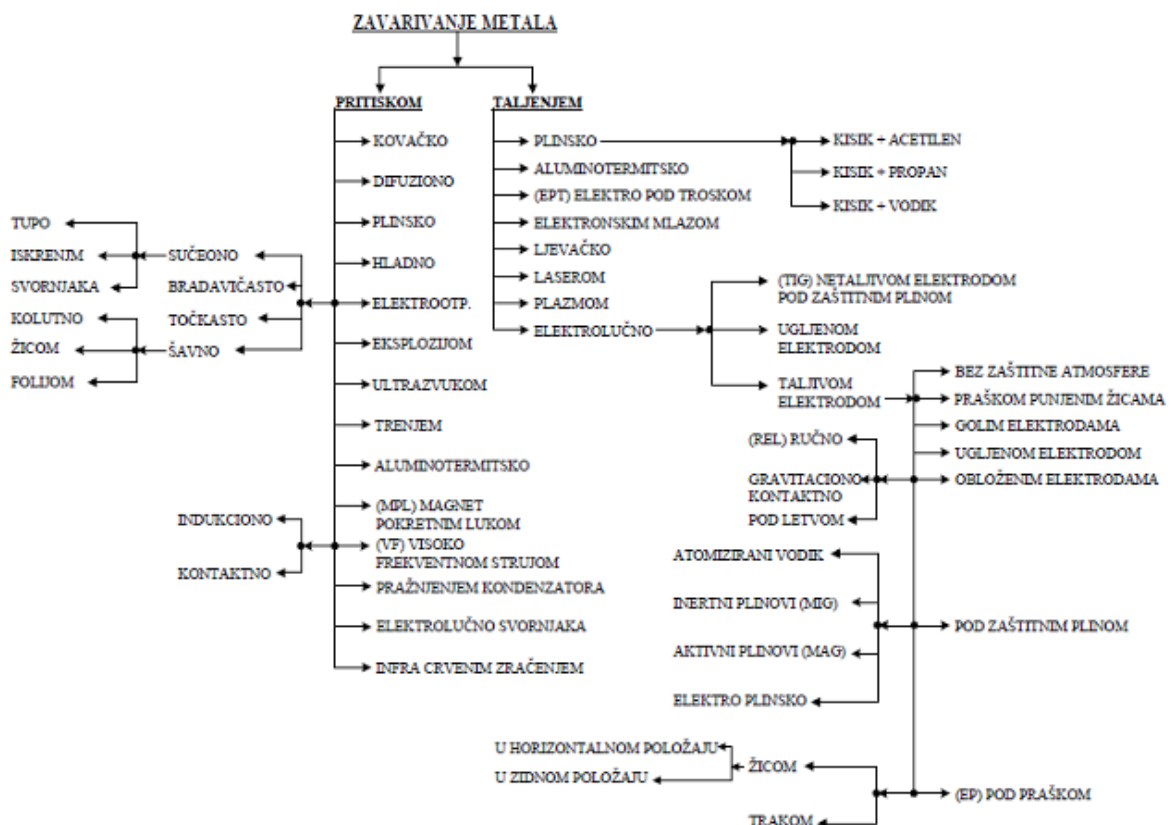 ZAVARIVANJE METALA
PRITISKOM
KOVAČKO
DIFUZIONO
PLINSKO
HLADNO
ELEKTROOTP.
EKSPLOZIJOM
ULTRAZVUKOM
TRENJEM
ALUMINOTERMITSKO
(MPL) MAGNET
POKRETNIM LUKOM
(VF) VISOKO
FREKVENTNOM STRUJOM
PRAŽNJENJEM KONDENZATORA
ELEKTROLUČNO SVORNJAKA
INFRA CRVENIM ZRAČENJEM
SUČEONO
BRADAVIČASTO
TOČKASTO
ŠAVNO
TUPO
ISKRENJM
SVORNJAKA
KOLUTNO
ŽICOM
FOLIJOM
INDUKCIONO
KONTAKTNO
TALJENJEM
PLINSKO
ALUMINOTERMITSKO
(EPT) ELEKTRO POD TROSKOM
ELEKTRONSKIM MLAZOM
LJEVAČKO
LASEROM
PLAZMOM
ELEKTROLUČNO
KISIK + ACETILEN
KISIK + PROPAN
KISIK + VODIK
(TIG) NETALJIVOM ELEKTRODOM
POD ZAŠTITNIM PLINOM
UGLJENOM
ELEKTRODOM
TALJIVOM
ELEKTRODOM
BEZ ZAŠTITNE ATMOSFERE
PRAŠKOM PUNJENIM ŽICAMA
GOLIM ELEKTRODAMA
UGLJENOM ELEKTRODOM
OBLOŽENIM ELEKTRODAMA
(REL) RUČNO
GRAVITACIONO
KONTAKTNO
POD LETVOM
POD ZAŠTITNIM PLINOM
ATOMIZIRANI VODIK
INERTNI PLINOVI (MIG)
AKTIVNI PLINOVI (MAG)
ELEKTRO PLINSKO
(EP) POD PRAŠKOM
ŽICOM
TRAKOM
U HORIZONTALNOM POLOŽAJU
U ZIDNOM POLOŽAJU